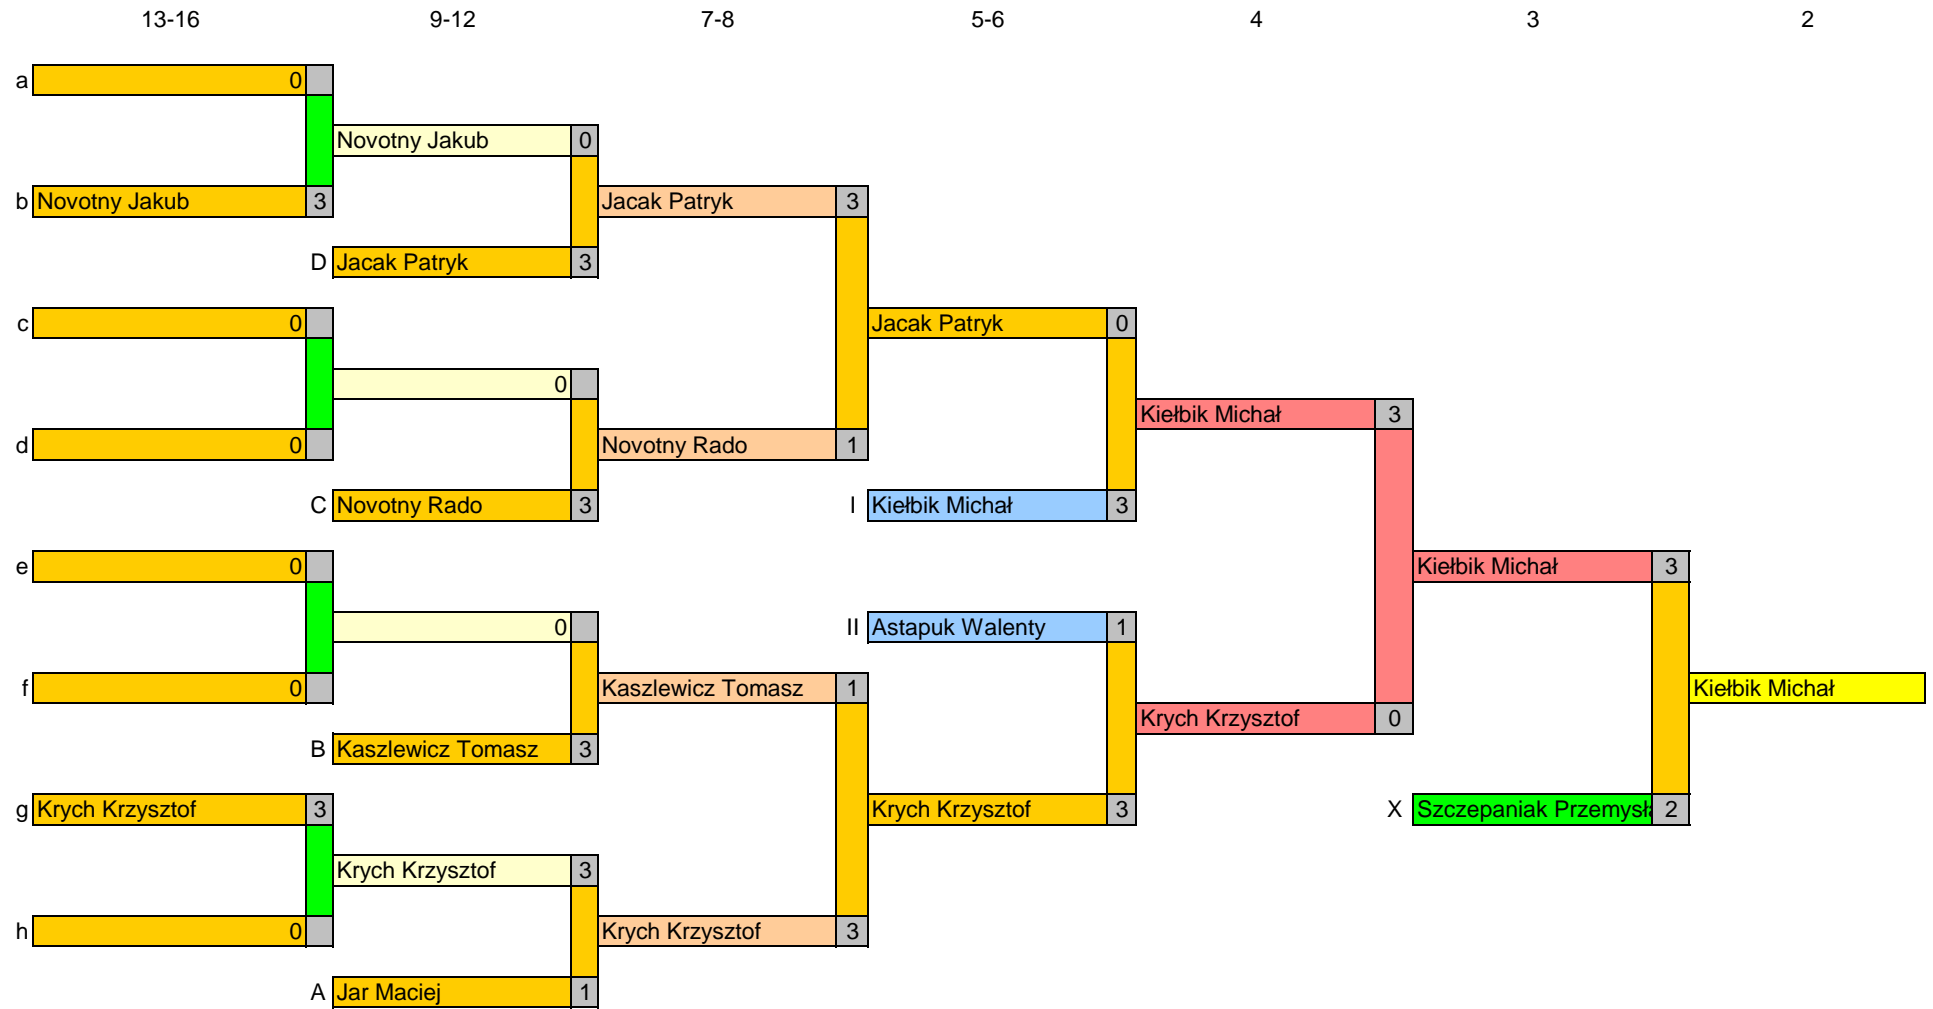 13-16 9-12 7-8 5-6 4 3 2
a 0
Novotny Jakub 0
b Novotny Jakub 3 Jacak Patryk 3
D Jacak Patryk 3
c 0 Jacak Patryk 0
0
Kiełbik Michał 3
d 0 Novotny Rado 1
C Novotny Rado 3 I Kiełbik Michał 3
e 0 Kiełbik Michał 3
0 II Astapuk Walenty 1
f 0 Kaszlewicz Tomasz 1 Kiełbik Michał
Krych Krzysztof 0
B Kaszlewicz Tomasz 3
g Krych Krzysztof 3 Krych Krzysztof 3 X Szczepaniak Przemysła 2
Krych Krzysztof 3
h 0 Krych Krzysztof 3
A Jar Maciej 1